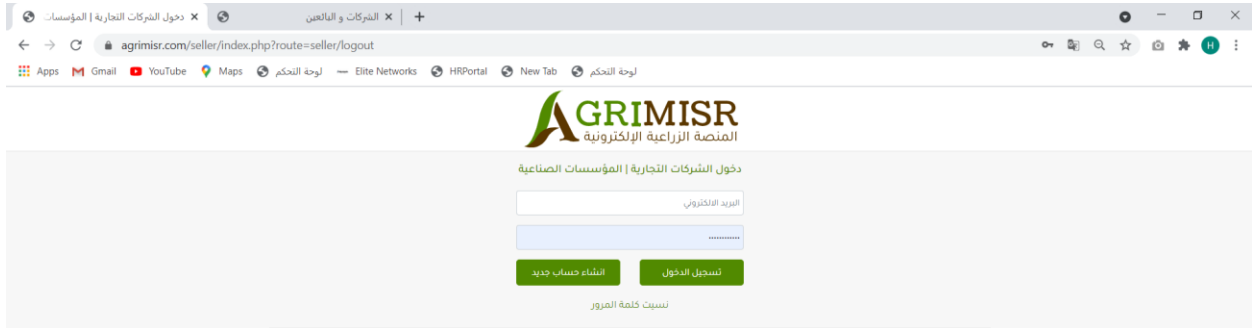 دخول الشركات التجارية | المؤسسات
الشركات و البائعين
agrimisr.com/seller/index.php?route=seller/logout
Apps Gmail YouTube Maps لوحة التحكم Elite Networks HRPortal New Tab لوحة التحكم
AGRIMISR
المنصة الزراعية الإلكترونية
دخول الشركات التجارية | المؤسسات الصناعية
البريد الالكتروني
............
تسجيل الدخول
انشاء حساب جديد
نسيت كلمة المرور